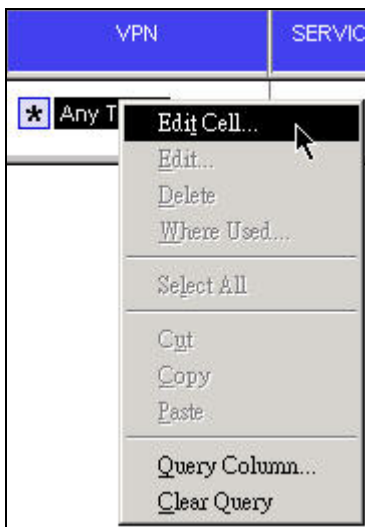 VPN SERVIC
* Any T
Edit Cell...
Edit...
Delete
Where Used...
Select All
Cut
Copy
Paste
Query Column...
Clear Query